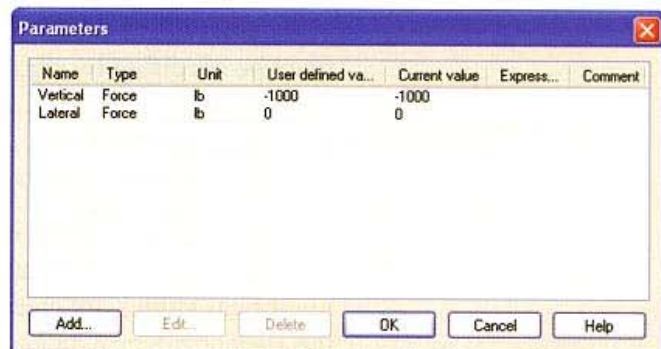 Parameters
Name Type Unit User defined va... Current value Express... Comment
Vertical Force lb -1000 -1000
Lateral Force lb 0 0
Add... Edit... Delete OK Cancel Help